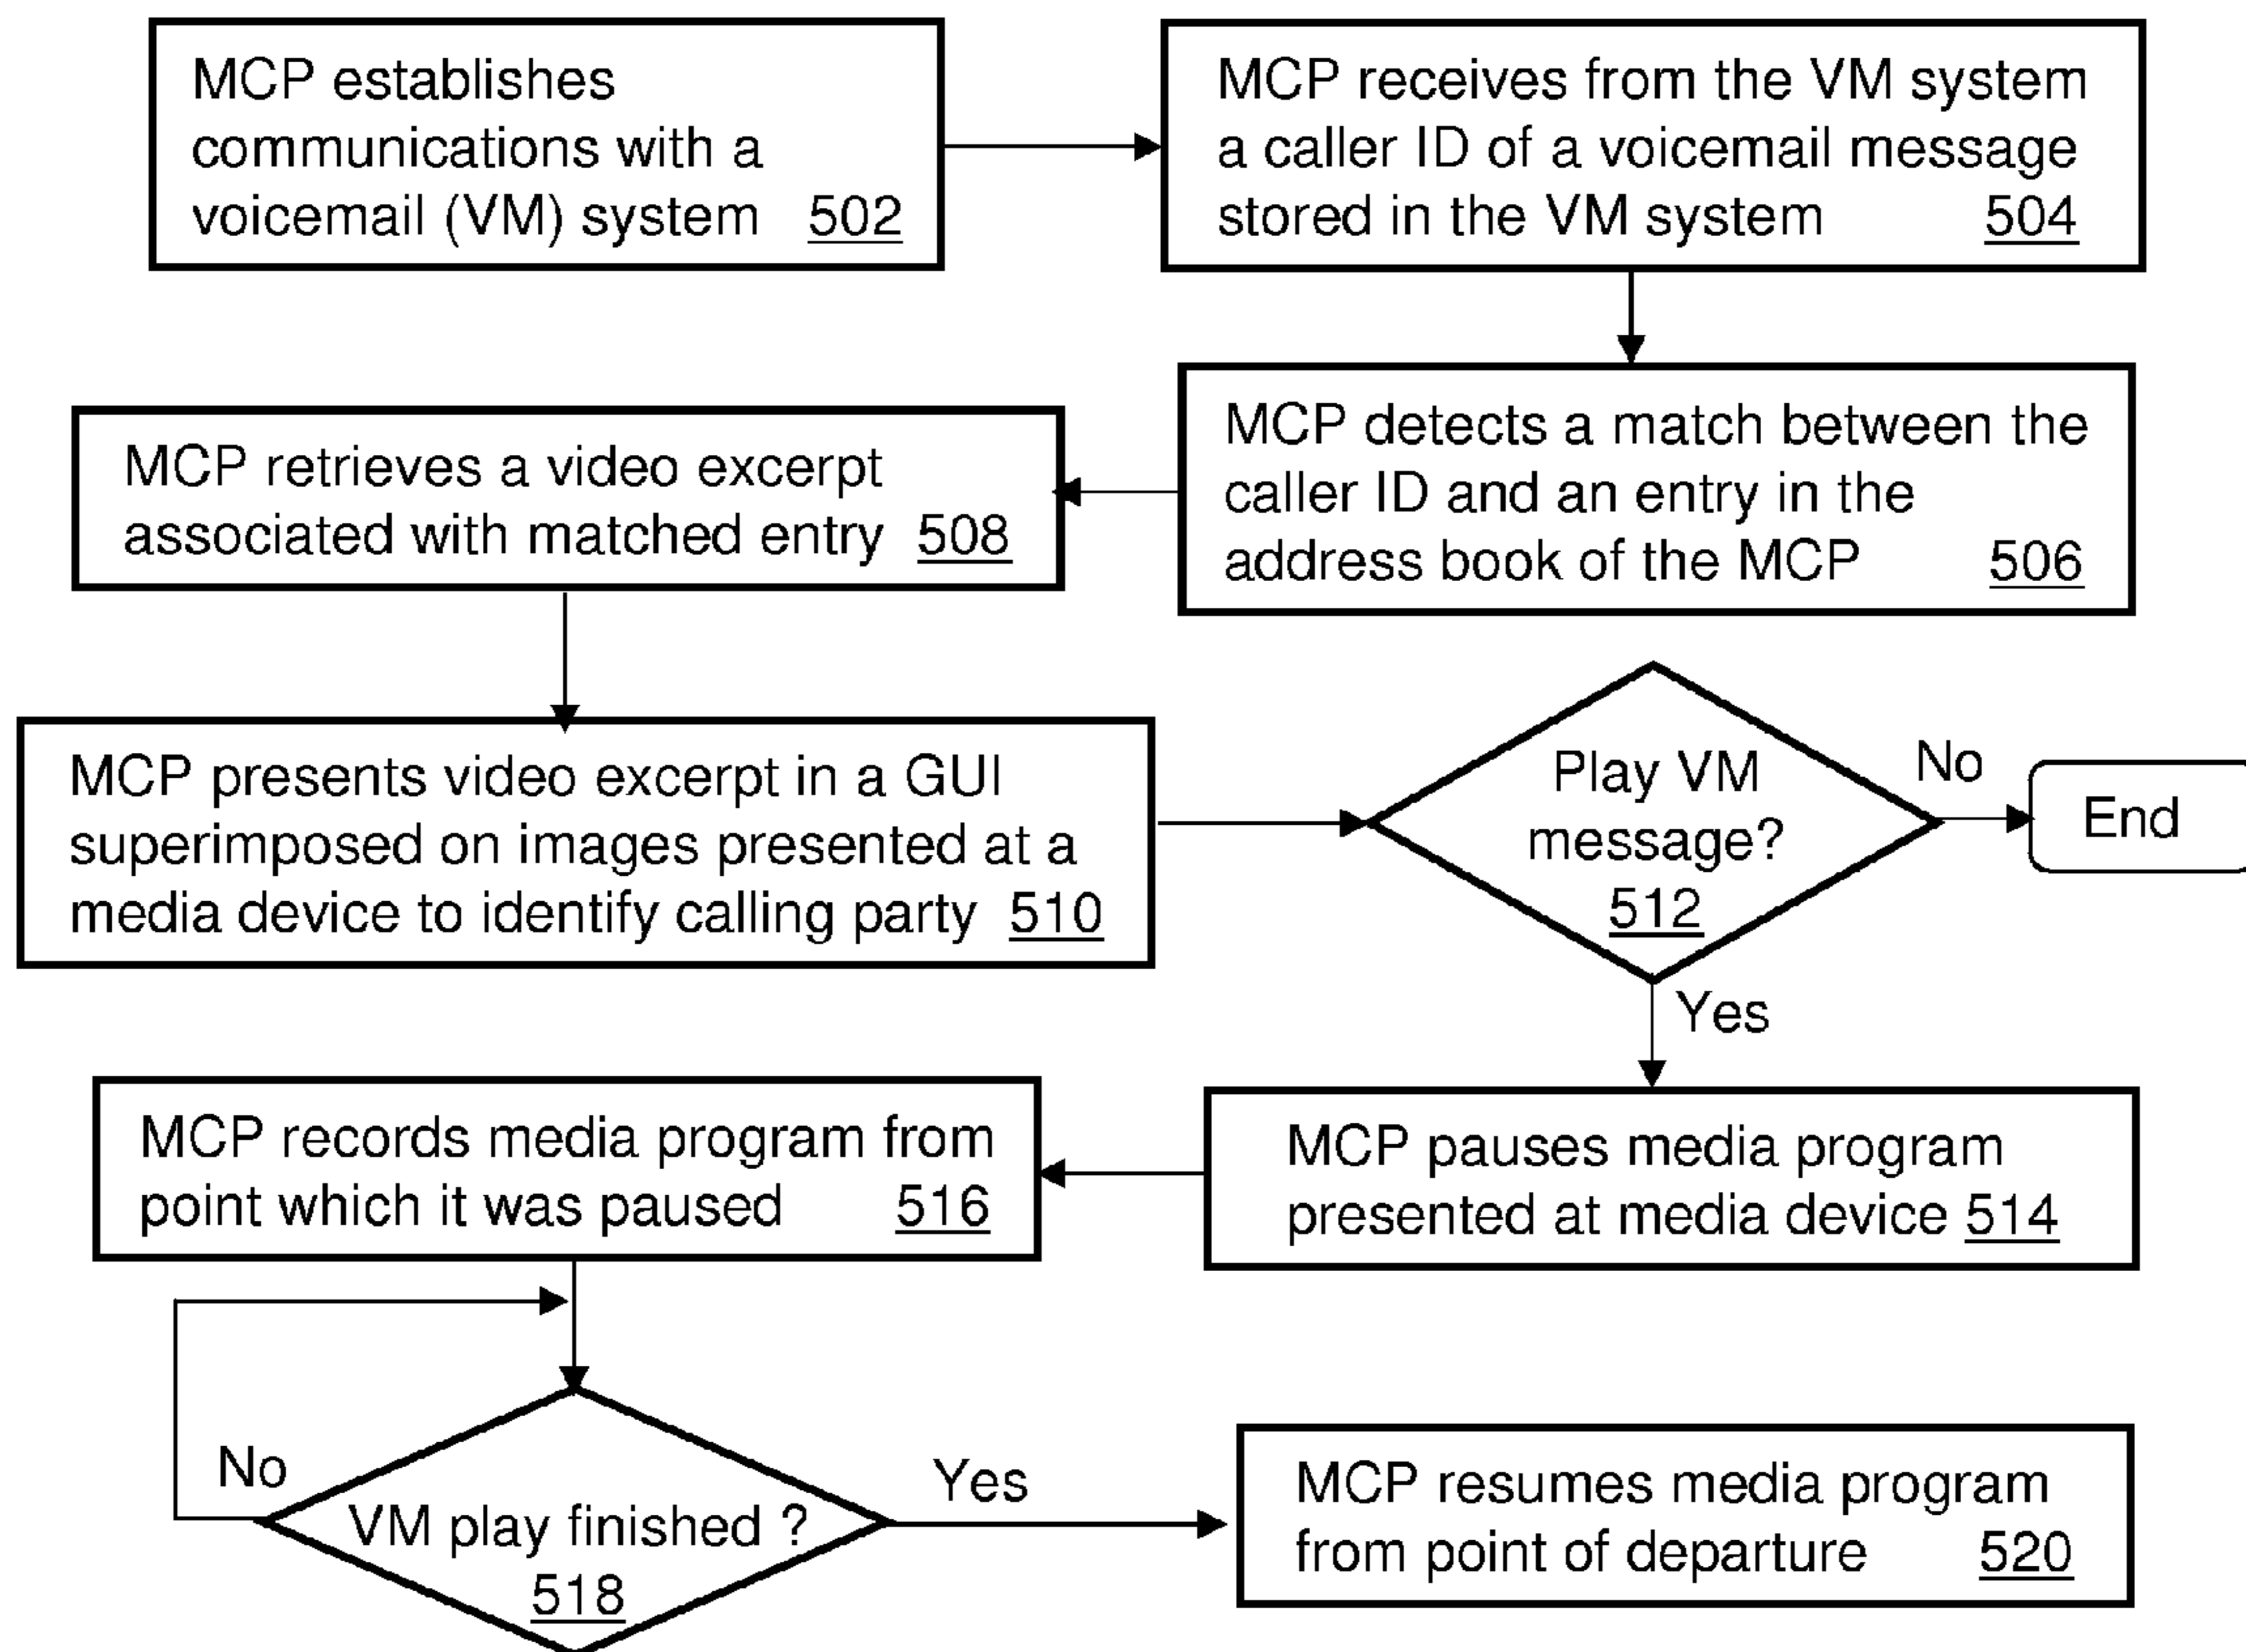 MCP establishes
communications with a
voicemail (VM) system 502
MCP receives from the VM system
a caller ID of a voicemail message
stored in the VM system 504
MCP detects a match between the
caller ID and an entry in the
address book of the MCP 506
MCP retrieves a video excerpt
associated with matched entry 508
MCP presents video excerpt in a GUI
superimposed on images presented at a
media device to identify calling party 510
Play VM
message?
512
No
End
Yes
MCP pauses media program
presented at media device 514
MCP records media program from
point which it was paused 516
No
VM play finished ?
518
Yes
MCP resumes media program
from point of departure 520